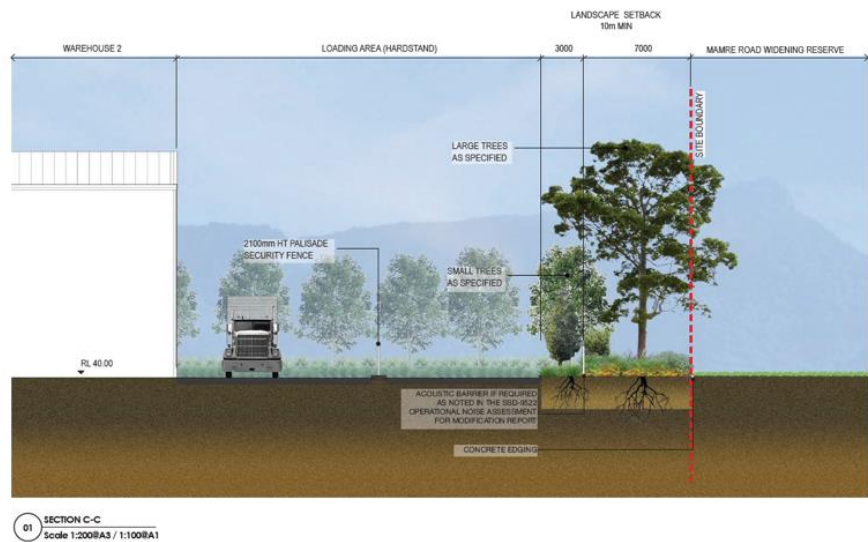 LANDSCAPE SETBACK
10m MIN
WAREHOUSE 2
LOADING AREA (HARDSTAND)
3000
7000
MAMRE ROAD WIDENING RESERVE
SITE BOUNDARY
LARGE TREES
AS SPECIFIED
2100mm HT PALISADE
SECURITY FENCE
SMALL TREES
AS SPECIFIED
RL 40.00
ACOUSTIC BARRIER IF REQUIRED
AS NOTED IN THE SSD-9522
OPERATIONAL NOISE ASSESSMENT
FOR MODIFICATION REPORT
CONCRETE EDGING
01
SECTION C-C
Scale 1:200@A3 / 1:100@A1